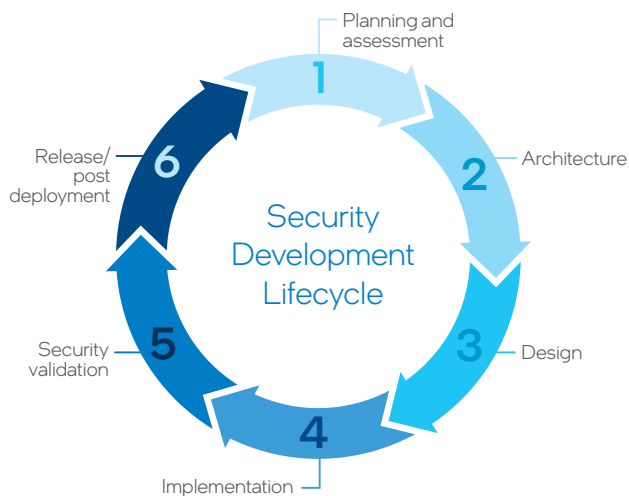 Planning and
assessment
1
2
Architecture
3
Design
4
Implementation
5
Security
validation
6
Release/
post
deployment
Security
Development
Lifecycle